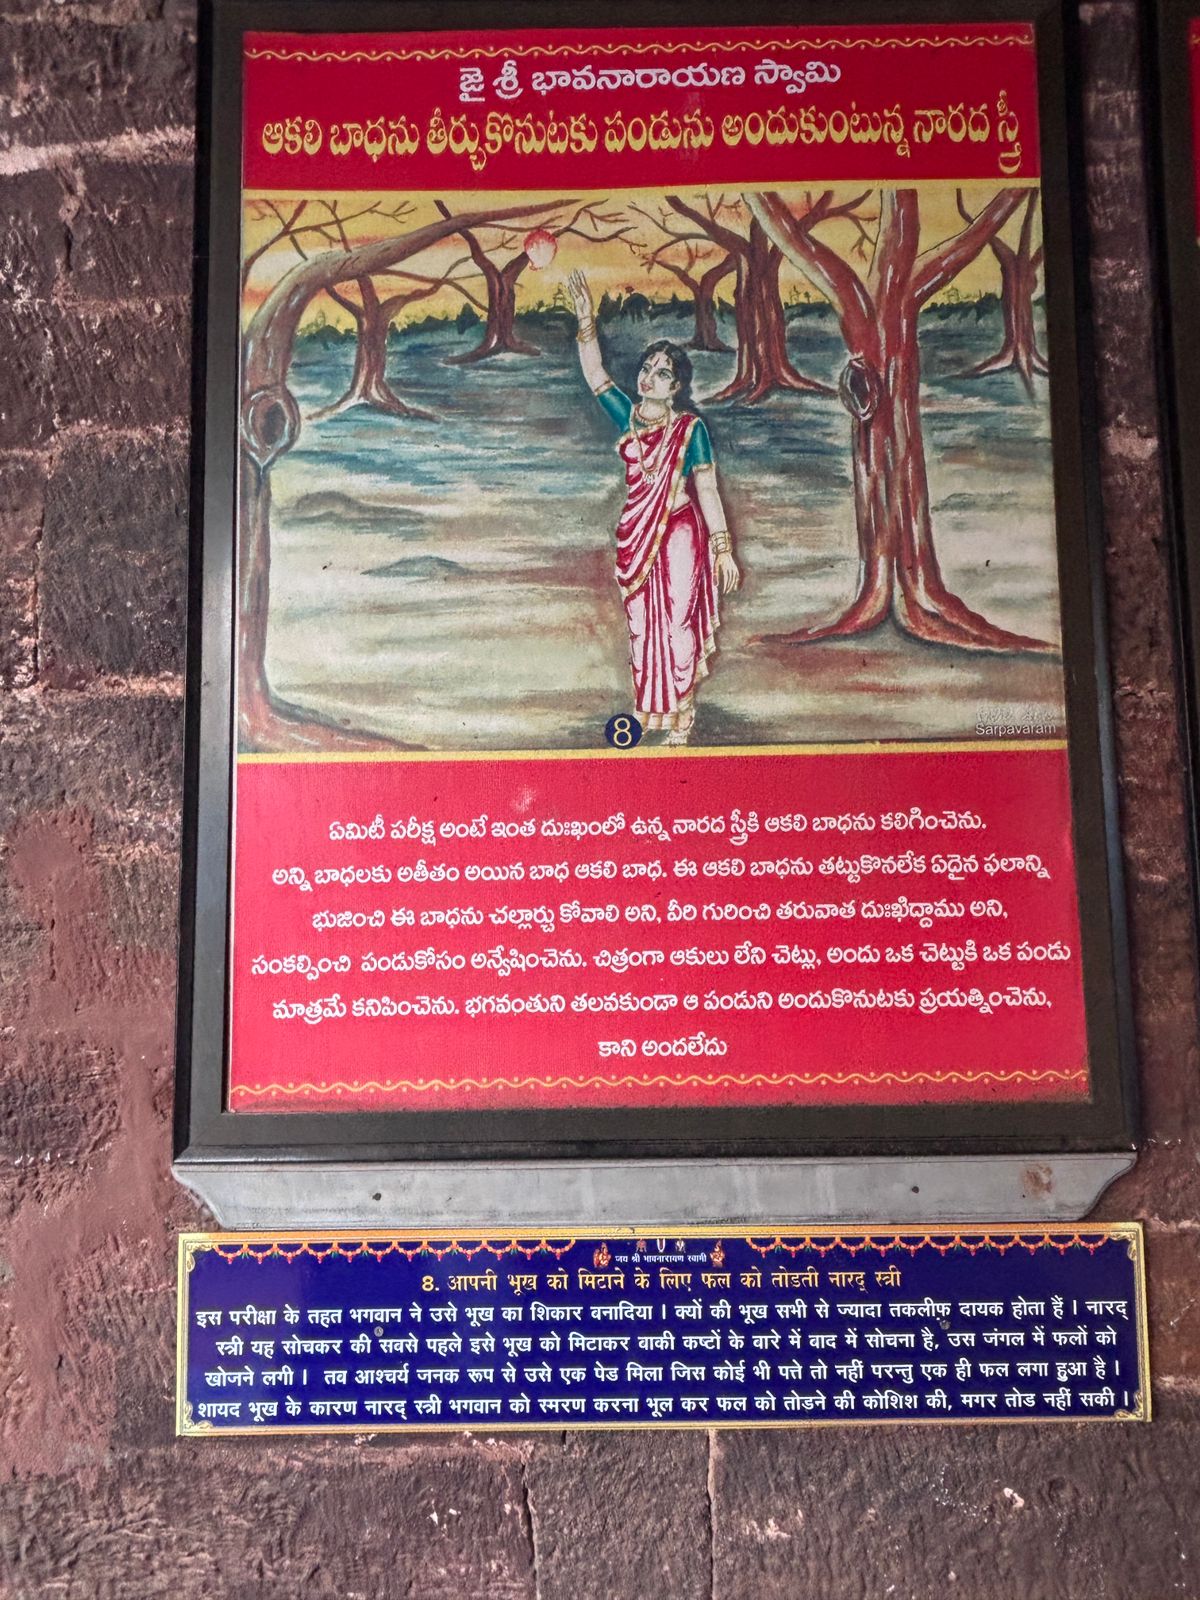 జై శ్రీ భావనారాయణ స్వామి
ఆకలి బాధను తీర్చుకొనుటకు పండును అందుకుంటున్న నారద స్త్రీ
Sarpavaram
8
ఏమిటీ పరీక్ష అంటే ఇంత దుఃఖంలో ఉన్న నారద స్త్రీకి ఆకలి బాధను కలిగించెను.
అన్ని బాధలకు అతీతం అయిన బాధ ఆకలి బాధ. ఈ ఆకలి బాధను తట్టుకొనలేక ఏదైన ఫలాన్ని
భుజించి ఈ బాధను చల్లార్చు కోవాలి అని, వీరి గురించి తరువాత దుఃఖిద్దాము అని,
సంకల్పించి పండుకోసం అన్వేషించెను. చిత్రంగా ఆకులు లేని చెట్లు, అందు ఒక చెట్టుకి ఒక పండు
మాత్రమే కనిపించెను. భగవంతుని తలవకుండా ఆ పండుని అందుకొనుటకు ప్రయత్నించెను,
కాని అందలేదు
जय श्री भावनारायण स्वामी
8. आपनी भूख को मिटाने के लिए फल को तोडती नारद् स्त्री
इस परीक्षा के तहत भगवान ने उसे भूख का शिकार वनादिया । क्यों की भूख सभी से ज्यादा तकलीफ दायक होता हैं । नारद्
स्त्री यह सोचकर की सबसे पहले इसे भूख को मिटाकर वाकी कष्टों के बारे में वाद में सोचना है, उस जंगल में फलों को
खोजने लगी । तव आश्चर्य जनक रूप से उसे एक पेड मिला जिस कोई भी पत्ते तो नहीं परन्तु एक ही फल लगा हुआ है ।
शायद भूख के कारण नारद् स्त्री भगवान को स्मरण करना भूल कर फल को तोडने की कोशिश की, मगर तोड नहीं सकी ।